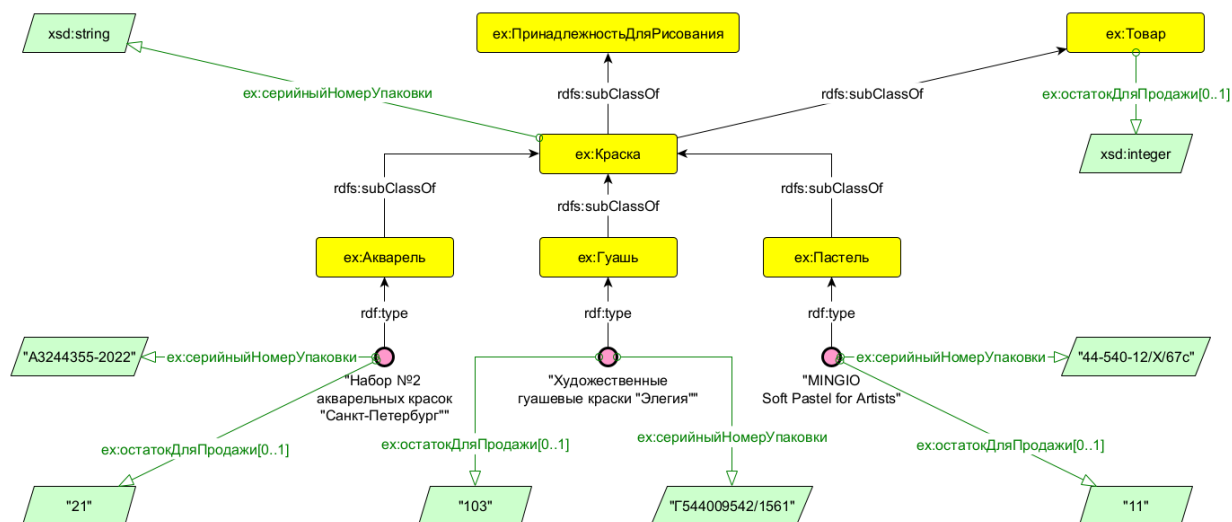 xsd:string
ex:ПринадлежностьДляРисования
ex:Товар
ex:серийныйНомерУпаковки
rdfs:subClassOf
rdfs:subClassOf
ex:остатокДляПродажи[0..1]
ex:Краска
xsd:integer
rdfs:subClassOf
rdfs:subClassOf
rdfs:subClassOf
ex:Акварель
ex:Гуашь
ex:Пастель
rdf:type
rdf:type
rdf:type
"А3244355-2022"
ex:серийныйНомерУпаковки
ex:серийныйНомерУпаковки
"44-540-12/X/67c"
"Набор №2
акварельных красок
"Санкт-Петербург""
"Художественные
гуашевые краски "Элегия""
"MINGIO
Soft Pastel for Artists"
ex:остатокДляПродажи[0..1]
ex:остатокДляПродажи[0..1]
ex:серийныйНомерУпаковки
ex:остатокДляПродажи[0..1]
"21"
"103"
"Г544009542/1561"
"11"